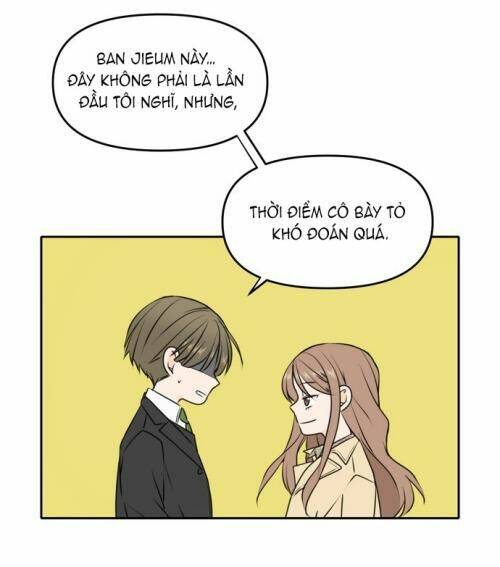 BAN JIEUM NÀY...
ĐÂY KHÔNG PHẢI LÀ LẦN
ĐẦU TÔI NGHĨ, NHƯNG,
THỜI ĐIỂM CÔ BÀY TỎ
KHÓ ĐOÁN QUÁ.